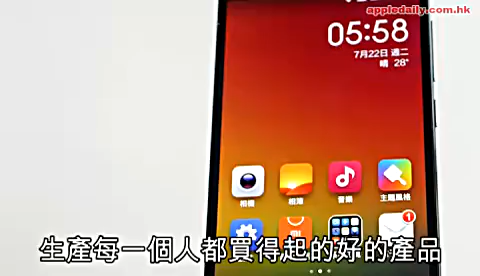 appledaily.com.hk
05:58
7月22日 週二
晴 28°
相機
相簿
音樂
主題風格
1
生產每一個人都買得起的好的產品